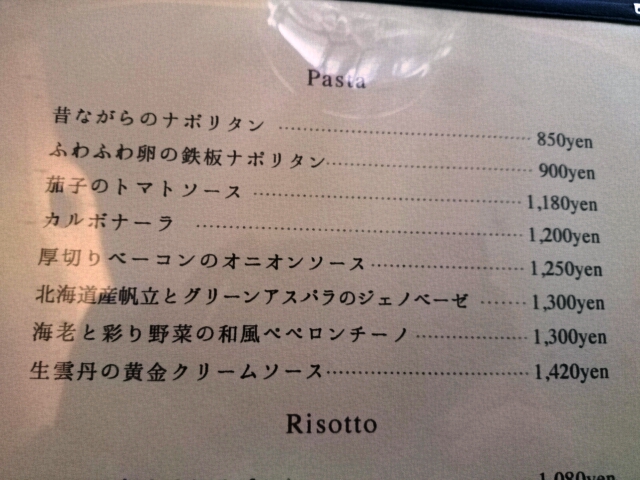 Pasta
昔ながらのナポリタン ………………………… 850yen
ふわふわ卵の鉄板ナポリタン………………………… 900yen
茄子のトマトソース ………………………… 1,180yen
カルボナーラ ………………………… 1,200yen
厚切りベーコンのオニオンソース………………… 1,250yen
北海道産帆立とグリーンアスパラのジェノベーゼ …… 1,300yen
海老と彩り野菜の和風ペペロンチーノ………… 1,300yen
生雲丹の黄金クリームソース………………… 1,420yen
Risotto
1,080yen